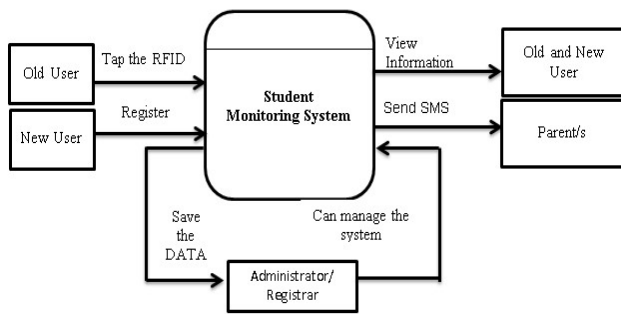 Old User
Tap the RFID
New User
Register
Student
Monitoring System
View
Information
Old and New
User
Send SMS
Parent/s
Save
the
DATA
Can manage the
system
Administrator/
Registrar